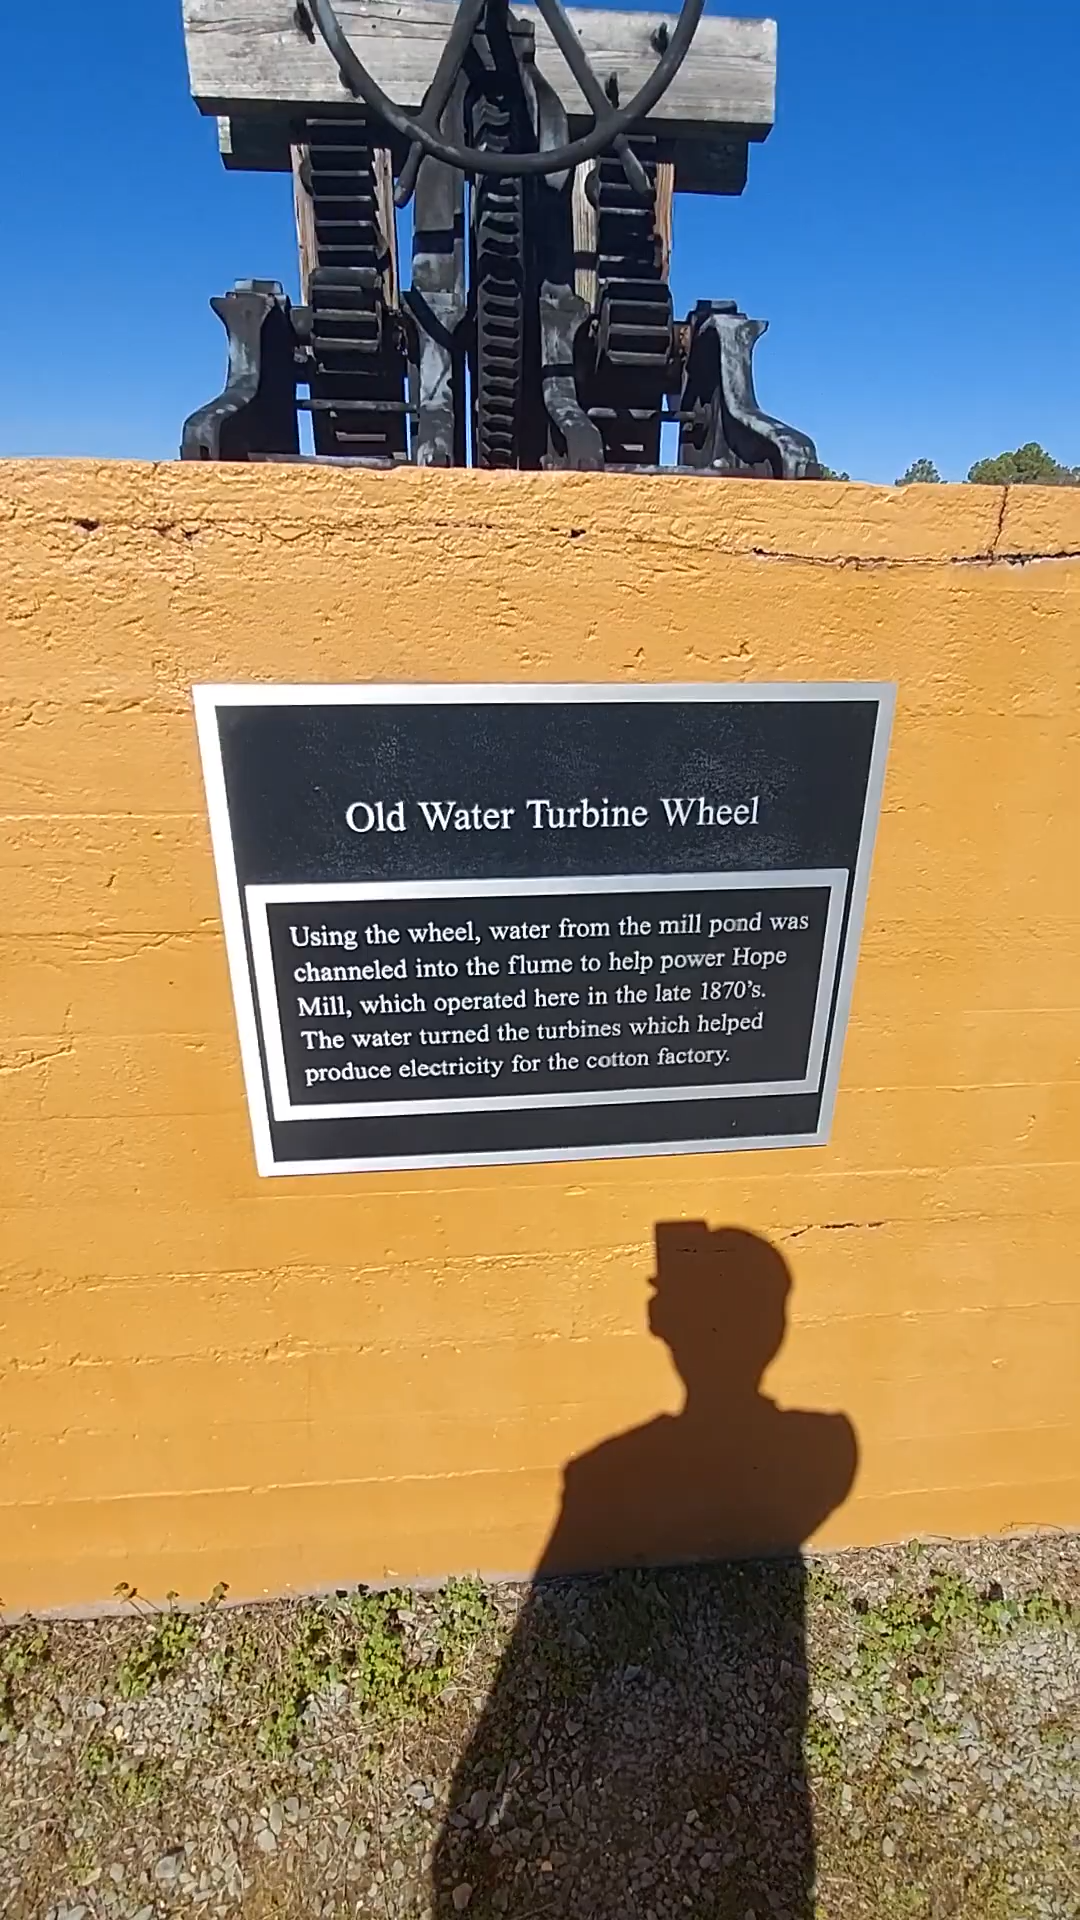 Old Water Turbine Wheel
Using the wheel, water from the mill pond was
channeled into the flume to help power Hope
Mill, which operated here in the late 1870's.
The water turned the turbines which helped
produce electricity for the cotton factory.